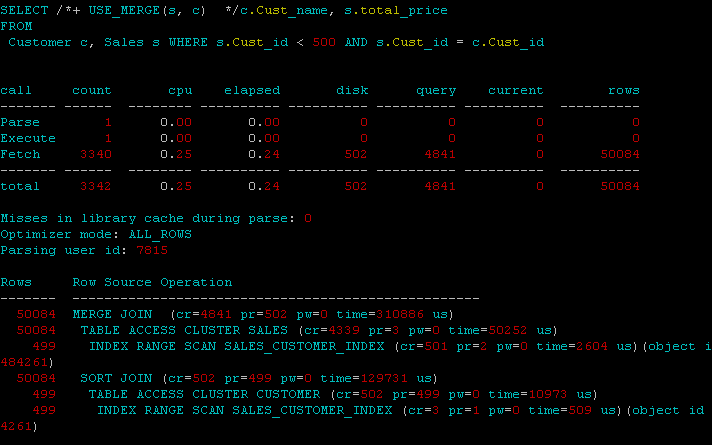 SELECT /*+ USE_MERGE(s, c)  */c.Cust_name, s.total_price
FROM
 Customer c, Sales s WHERE s.Cust_id < 500 AND s.Cust_id = c.Cust_id
call     count       cpu    elapsed       disk      query    current        rows
------- ------  -------- ---------- ---------- ---------- ----------  ----------
Parse        1      0.00       0.00          0          0          0           0
Execute      1      0.00       0.00          0          0          0           0
Fetch     3340      0.25       0.24        502       4841          0       50084
------- ------  -------- ---------- ---------- ---------- ----------  ----------
total     3342      0.25       0.24        502       4841          0       50084
Misses in library cache during parse: 0
Optimizer mode: ALL_ROWS
Parsing user id: 7815
Rows     Row Source Operation
-------  ---------------------------------------------------
  50084  MERGE JOIN  (cr=4841 pr=502 pw=0 time=310886 us)
  50084   TABLE ACCESS CLUSTER SALES (cr=4339 pr=3 pw=0 time=50252 us)
    499    INDEX RANGE SCAN SALES_CUSTOMER_INDEX (cr=501 pr=2 pw=0 time=2604 us)(object id
484261)
  50084   SORT JOIN (cr=502 pr=499 pw=0 time=129731 us)
    499    TABLE ACCESS CLUSTER CUSTOMER (cr=502 pr=499 pw=0 time=10973 us)
    499     INDEX RANGE SCAN SALES_CUSTOMER_INDEX (cr=3 pr=1 pw=0 time=509 us)(object id
4261)